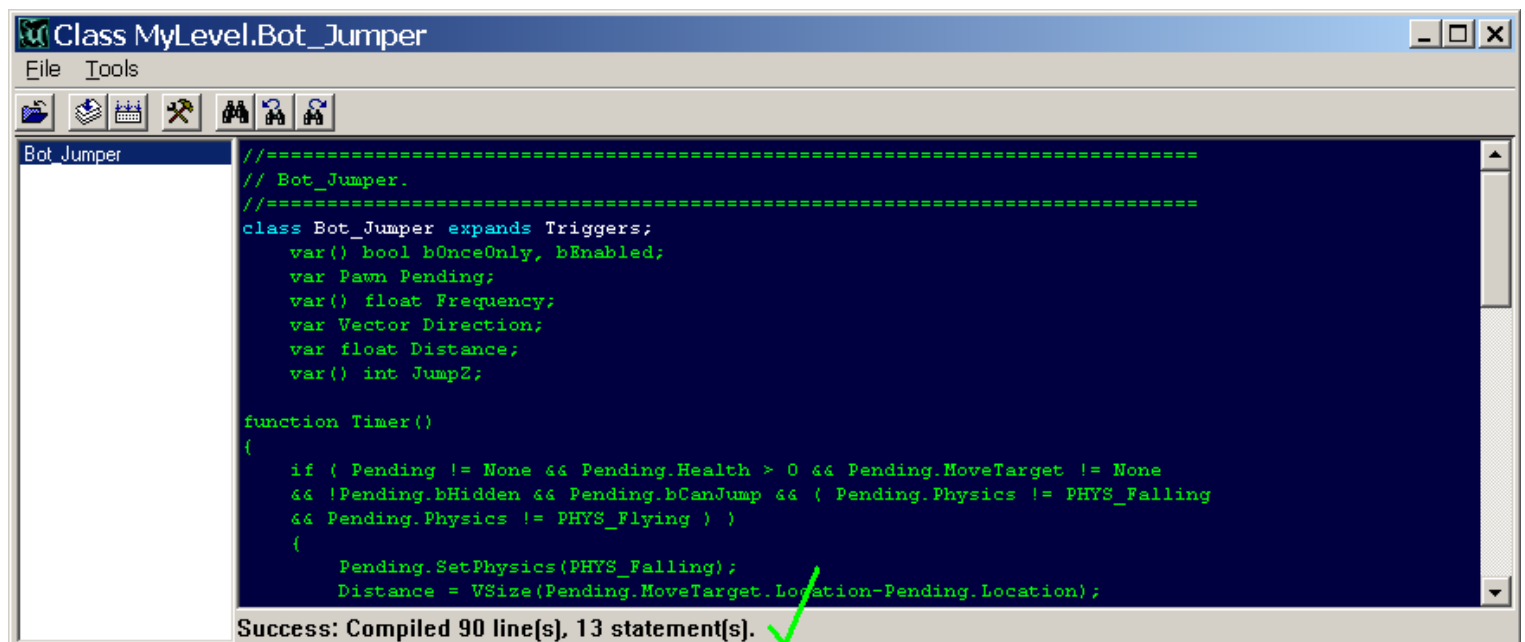 Class MyLevel.Bot_Jumper
File Tools
Bot_Jumper
//=============================================================================
// Bot_Jumper.
//=============================================================================
class Bot_Jumper expands Triggers;
    var() bool bOnceOnly, bEnabled;
    var Pawn Pending;
    var() float Frequency;
    var Vector Direction;
    var float Distance;
    var() int JumpZ;

function Timer()
{
    if ( Pending != None && Pending.Health > 0 && Pending.MoveTarget != None
    && !Pending.bHidden && Pending.bCanJump && ( Pending.Physics != PHYS_Falling
    && Pending.Physics != PHYS_Flying ) )
    {
        Pending.SetPhysics(PHYS_Falling);
        Distance = VSize(Pending.MoveTarget.Location-Pending.Location);
Success: Compiled 90 line(s), 13 statement(s).